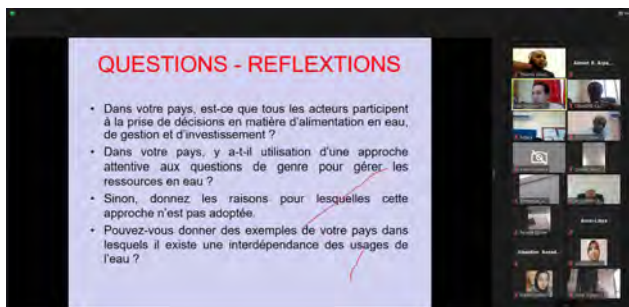 QUESTIONS - REFLEXTIONS
• Dans votre pays, est-ce que tous les acteurs participent
à la prise de décisions en matière d'alimentation en eau,
de gestion et d'investissement ?
• Dans votre pays, y a-t-il utilisation d'une approche
attentive aux questions de genre pour gérer les
ressources en eau ?
• Sinon, donnez les raisons pour lesquelles cette
approche n'est pas adoptée.
• Pouvez-vous donner des exemples de votre pays dans
lesquels il existe une interdépendance des usages de
l'eau ?